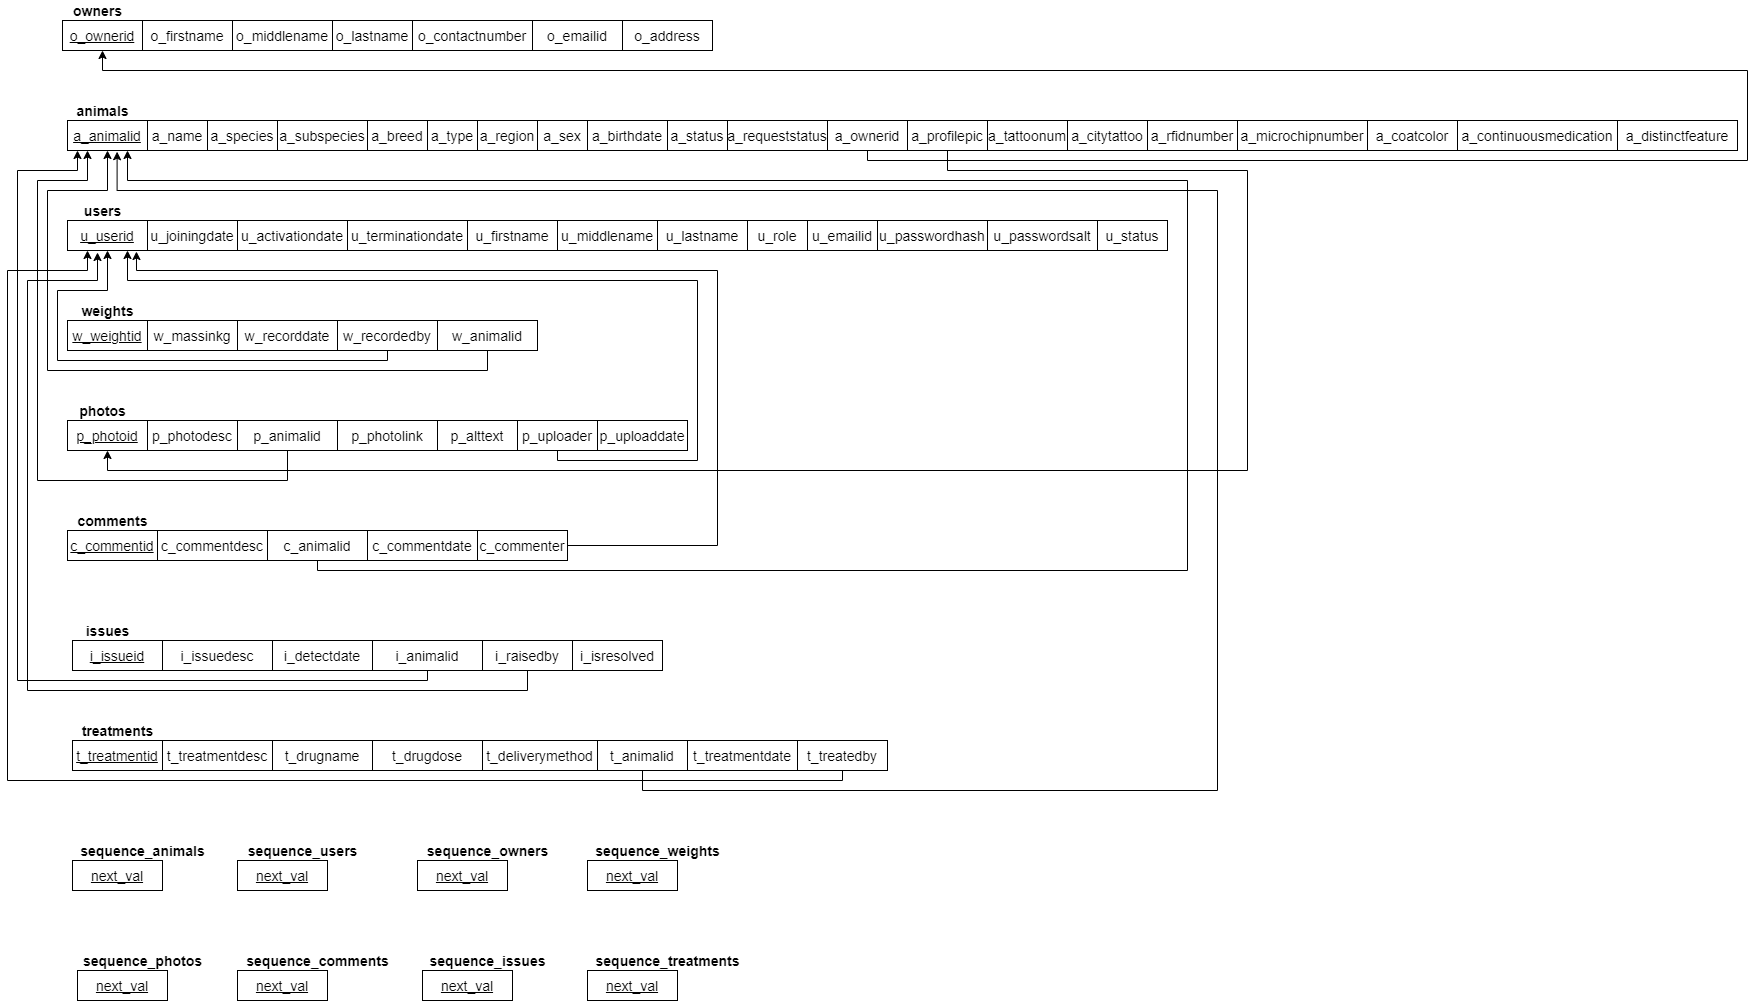 owners
o_ownerid o_firstname o_middlename o_lastname o_contactnumber o_emailid o_address
animals
a_animalid a_name a_species a_subspecies a_breed a_type a_region a_sex a_birthdate a_status a_requeststatus a_ownerid a_profilepic a_tattoonum a_citytattoo a_rfidnumber a_microchipnumber a_coatcolor a_continuousmedication a_distinctfeature
users
u_userid u_joiningdate u_activationdate u_terminationdate u_firstname u_middlename u_lastname u_role u_emailid u_passwordhash u_passwordsalt u_status
weights
w_weightid w_massinkg w_recorddate w_recordedby w_animalid
photos
p_photoid p_photodesc p_animalid p_photolink p_alttext p_uploader p_uploaddate
comments
c_commentid c_commentdesc c_animalid c_commentdate c_commenter
issues
i_issueid i_issuedesc i_detectdate i_animalid i_raisedby i_isresolved
treatments
t_treatmentid t_treatmentdesc t_drugname t_drugdose t_deliverymethod t_animalid t_treatmentdate t_treatedby
sequence_animals sequence_users sequence_owners sequence_weights
next_val next_val next_val next_val
sequence_photos sequence_comments sequence_issues sequence_treatments
next_val next_val next_val next_val